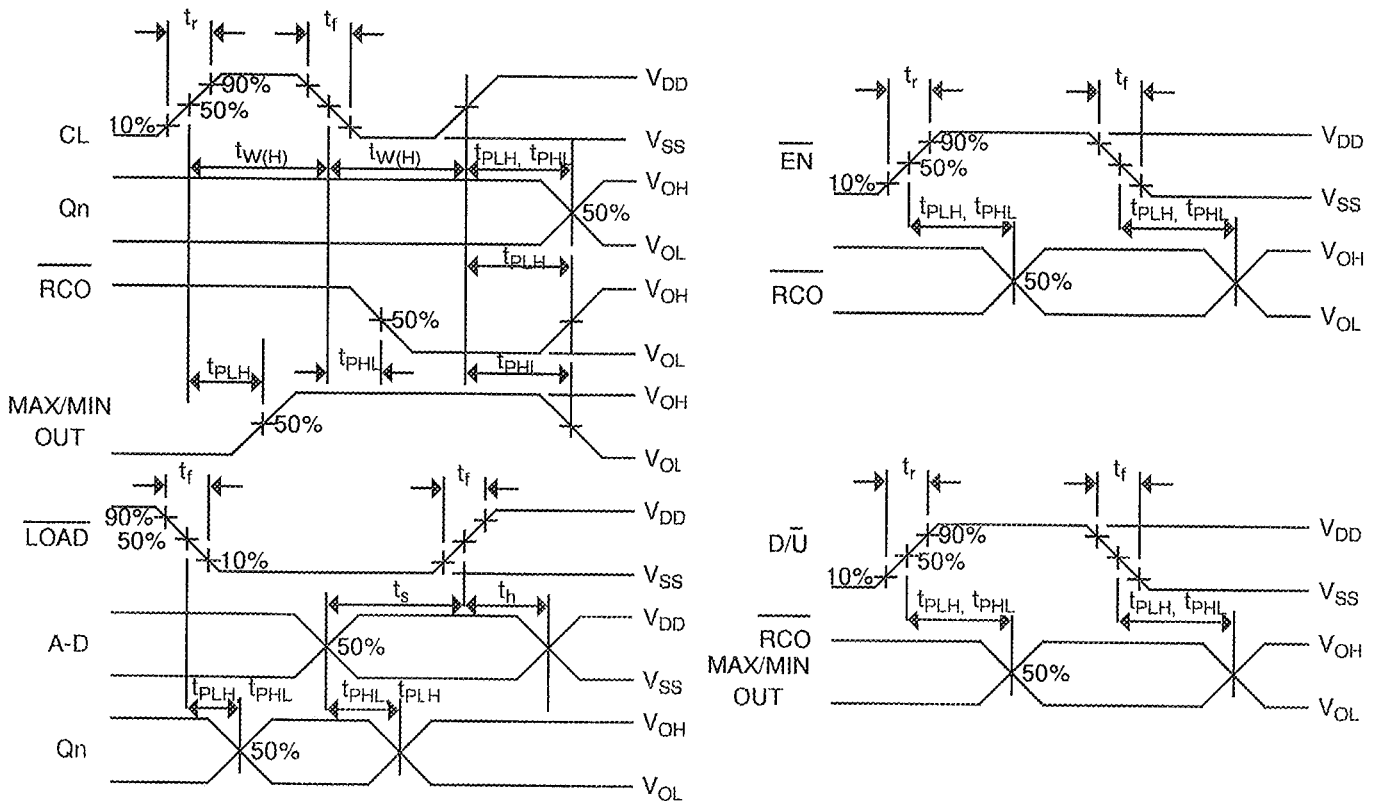 tr tf
90% VDD
50%
10%
CL VSS
tW(H) tW(H) tPLH, tPHL
VOH
Qn 50%
VOL
tPLH
RCO VOH
50%
VOL
tPLH tPHL tPHL
MAX/MIN VOH
OUT 50%
VOL
tf tf
90% VDD
LOAD 50%
10%
VSS
ts th
VDD
A-D 50%
VSS
tPLH tPHL tPHL, tPLH
VOH
Qn 50%
VOL
tr tf
90% VDD
EN 50%
10%
VSS
tPLH, tPHL tPLH, tPHL
VOH
RCO 50%
VOL
tr tf
90% VDD
D/Ū 50%
10%
VSS
tPLH, tPHL tPLH, tPHL
RCO VOH
MAX/MIN 50%
OUT
VOL